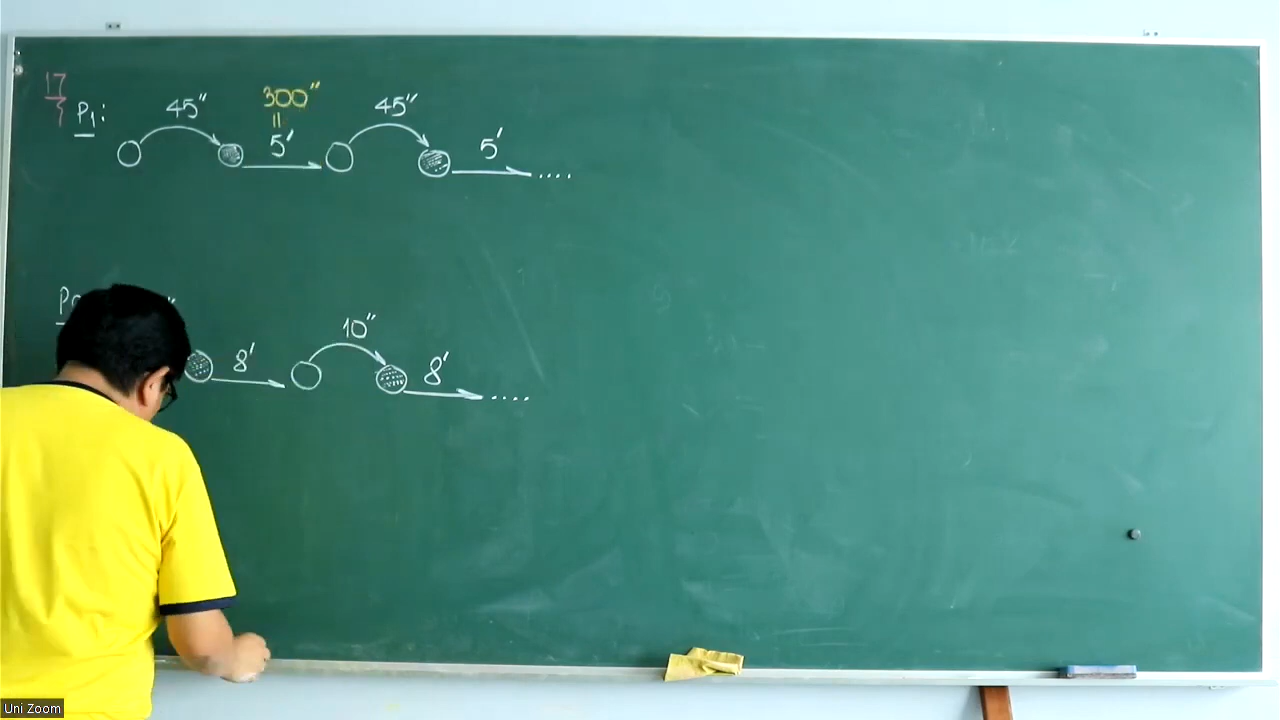 17/7
P1:
45" 300" 45"
||
5' 5' ....
10"
8' 8' ....
Uni Zoom